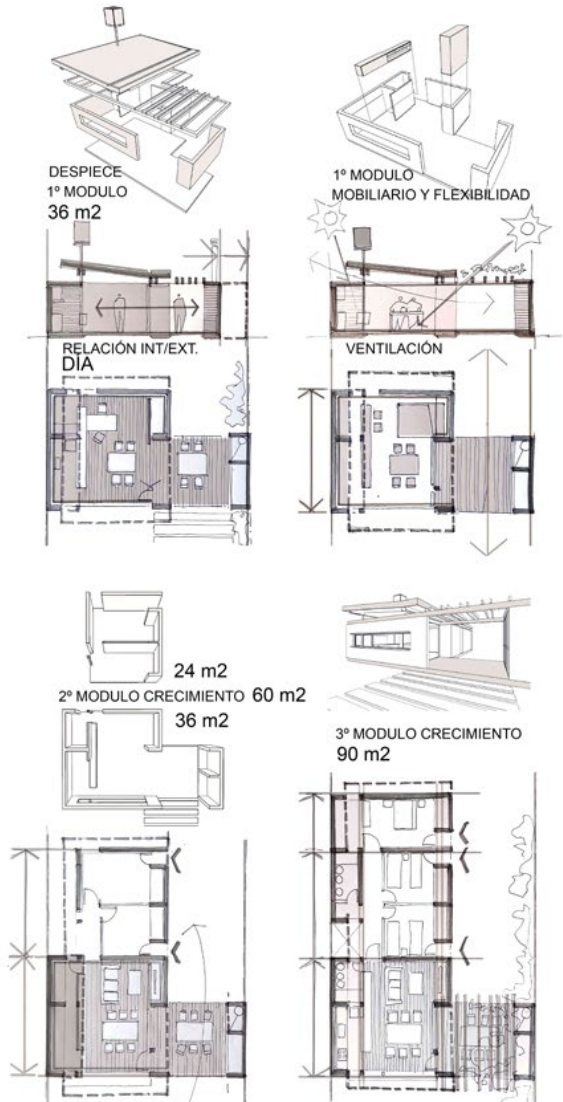 DESPIECE
1º MODULO
36 m2
1º MODULO
MOBILIARIO Y FLEXIBILIDAD
RELACIÓN INT/EXT.
DÍA
VENTILACIÓN
24 m2
2º MODULO CRECIMIENTO 60 m2
36 m2
3º MODULO CRECIMIENTO
90 m2